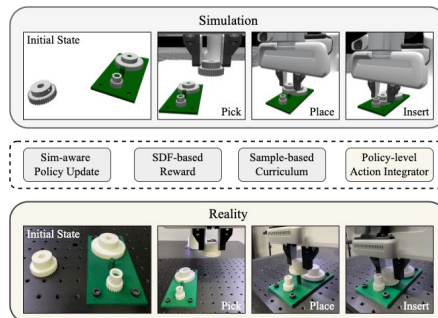 Simulation
Initial State
Pick
Place
Insert
Sim-aware
Policy Update
SDF-based
Reward
Sample-based
Curriculum
Policy-level
Action Integrator
Reality
Initial State
Pick
Place
Insert